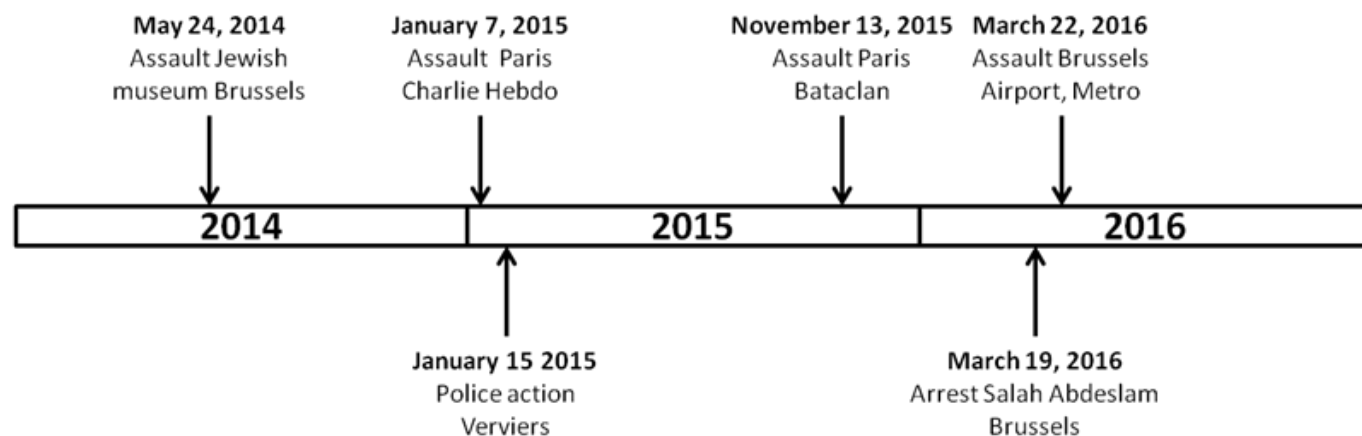 May 24, 2014
Assault Jewish
museum Brussels
January 7, 2015
Assault Paris
Charlie Hebdo
November 13, 2015
Assault Paris
Bataclan
March 22, 2016
Assault Brussels
Airport, Metro
2014
2015
2016
January 15 2015
Police action
Verviers
March 19, 2016
Arrest Salah Abdeslam
Brussels